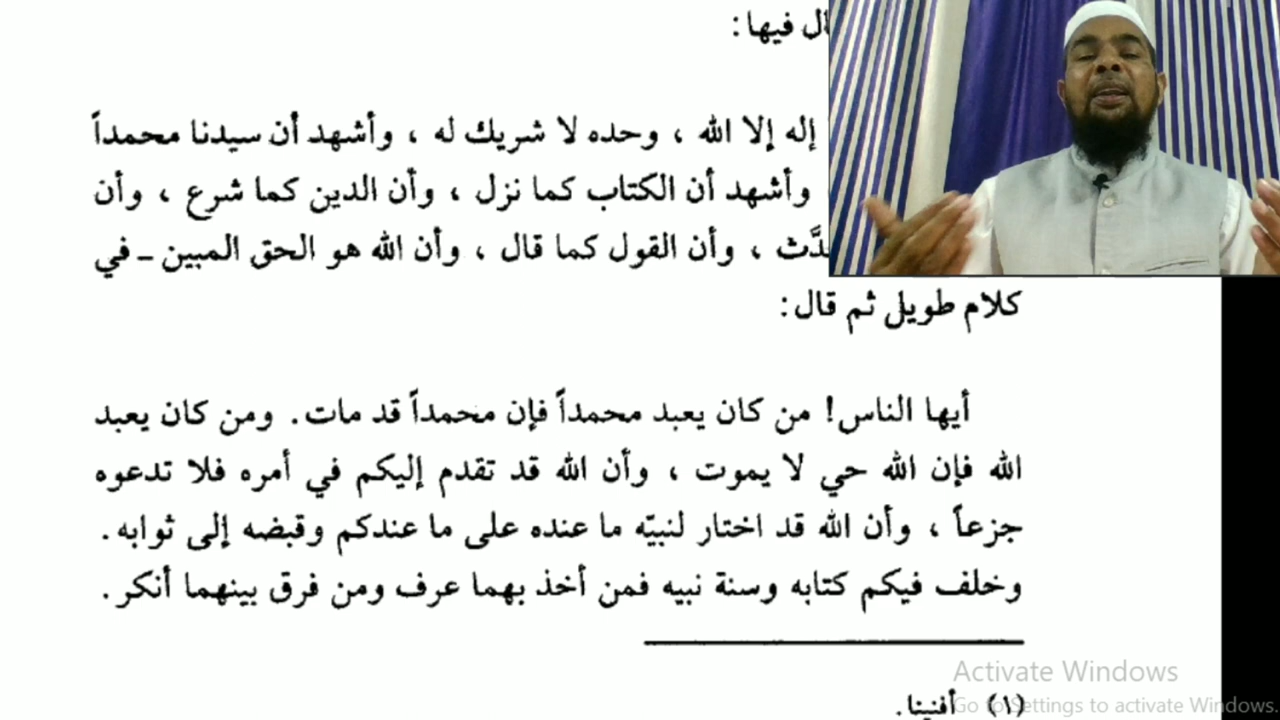 ال فيها :
إله إلا الله ، وحده لا شريك له ، وأشهد أن سيدنا محمداً
وأشهد أن الكتاب كما نزل ، وأن الدين كما شرع ، وأن
دَّث ، وأن القول كما قال ، وأن الله هو الحق المبين ـ في
كلام طويل ثم قال :
أيها الناس ! من كان يعبد محمداً فإن محمداً قد مات . ومن كان يعبد
الله فإن الله حي لا يموت ، وأن الله قد تقدم إليكم في أمره فلا تدعوه
جزعاً ، وأن الله قد اختار لنبيّه ما عنده على ما عندكم وقبضه إلى ثوابه .
وخلف فيكم كتابه وسنة نبيه فمن أخذ بهما عرف ومن فرق بينهما أنكر .
(١) أفنينا .
Activate Windows
Go to Settings to activate Windows.